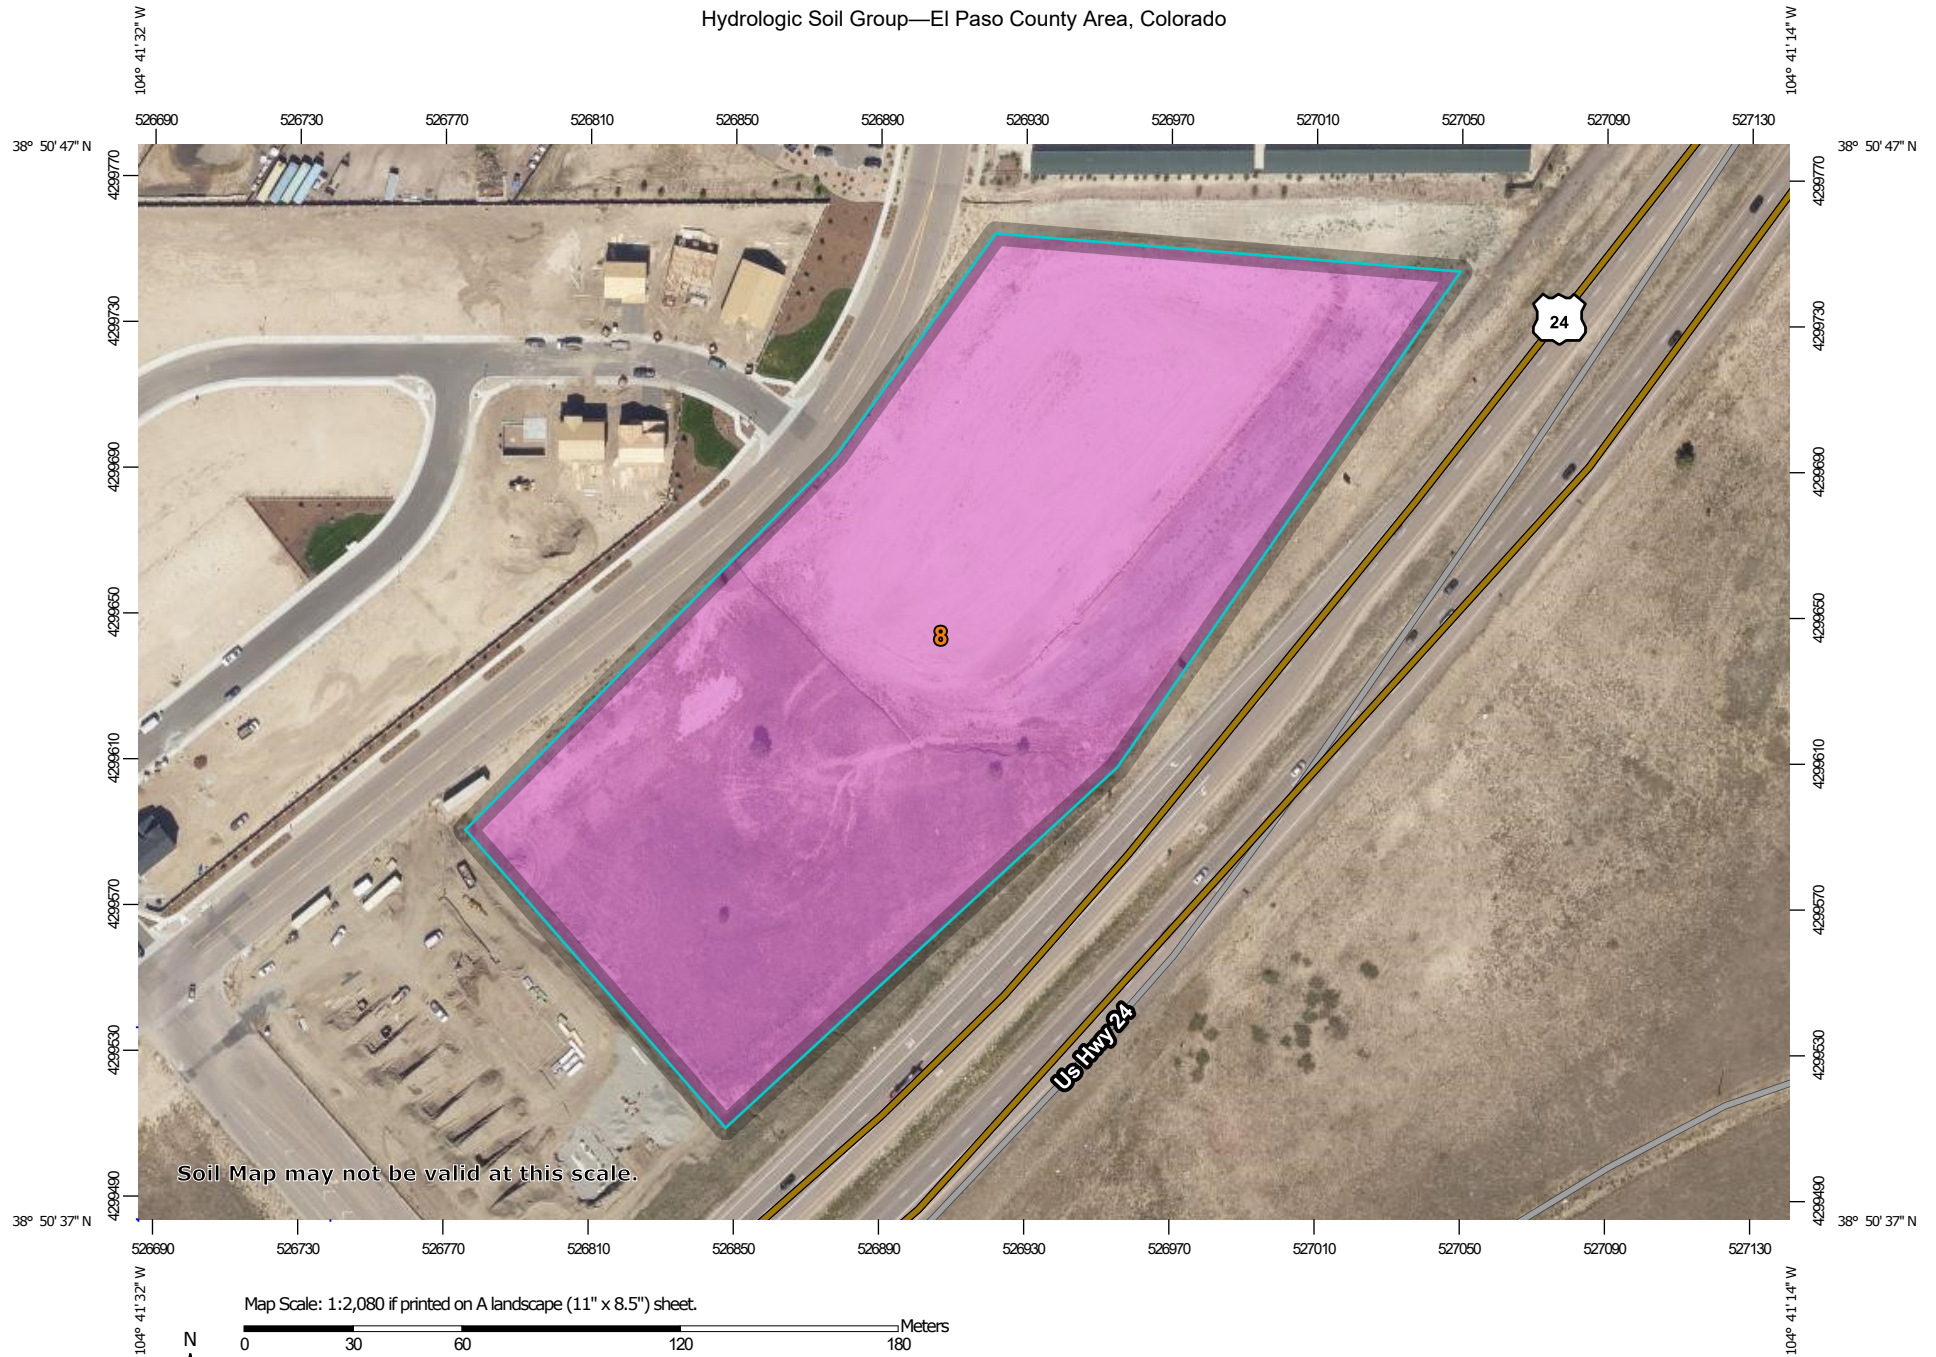 Hydrologic Soil Group—El Paso County Area, Colorado
104° 41' 32" W
104° 41' 14" W
526690 526730 526770 526810 526850 526890 526930 526970 527010 527050 527090 527130
38° 50' 47" N
38° 50' 47" N
4299770
4299770
4299730
4299730
24
4299690
4299690
4299650
4299650
8
4299610
4299610
4299570
4299570
4299530
4299530
Us Hwy 24
Soil Map may not be valid at this scale.
4299490
4299490
38° 50' 37" N
38° 50' 37" N
526690 526730 526770 526810 526850 526890 526930 526970 527010 527050 527090 527130
104° 41' 32" W
104° 41' 14" W
Map Scale: 1:2,080 if printed on A landscape (11" x 8.5") sheet.
Meters
N
0 30 60 120 180